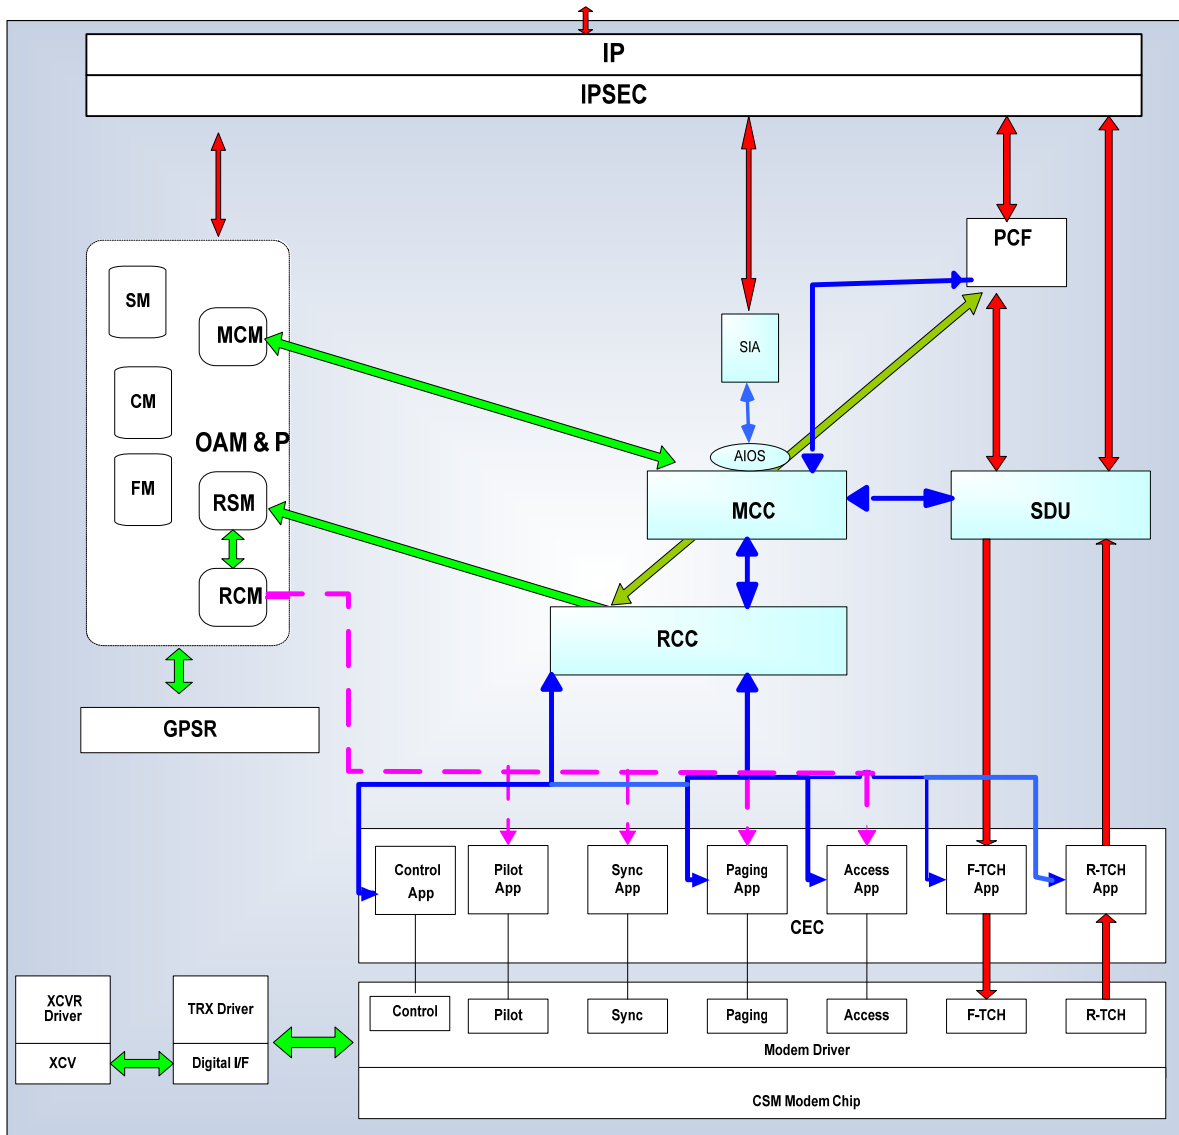 IP
IPSEC
PCF
SM
MCM
SIA
CM
OAM & P
AIOS
FM
RSM
MCC
SDU
RCM
RCC
GPSR
Control
App
Pilot
App
Sync
App
Paging
App
Access
App
F-TCH
App
R-TCH
App
CEC
XCVR
Driver
TRX Driver
Control
Pilot
Sync
Paging
Access
F-TCH
R-TCH
Modem Driver
XCV
Digital I/F
CSM Modem Chip